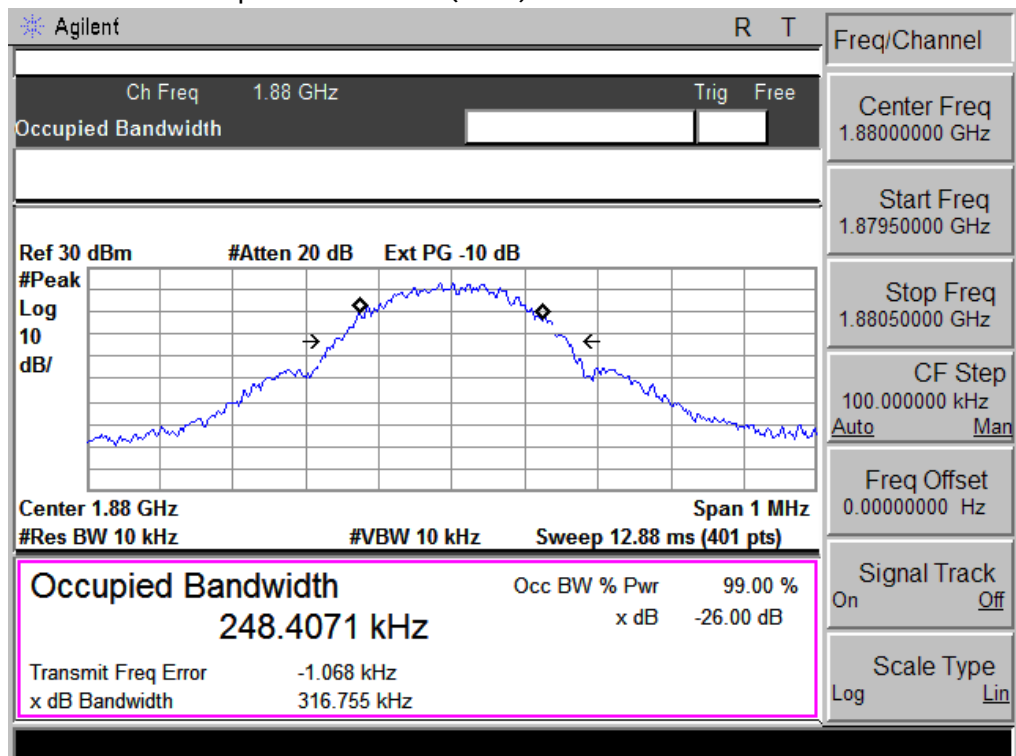 Agilent R T
Ch Freq 1.88 GHz Trig Free
Occupied Bandwidth
Ref 30 dBm #Atten 20 dB Ext PG -10 dB
#Peak
Log
10
dB/
Center 1.88 GHz Span 1 MHz
#Res BW 10 kHz #VBW 10 kHz Sweep 12.88 ms (401 pts)
Occupied Bandwidth Occ BW % Pwr 99.00 %
248.4071 kHz x dB -26.00 dB
Transmit Freq Error -1.068 kHz
x dB Bandwidth 316.755 kHz
Freq/Channel
Center Freq
1.88000000 GHz
Start Freq
1.87950000 GHz
Stop Freq
1.88050000 GHz
CF Step
100.000000 kHz
Auto Man
Freq Offset
0.00000000 Hz
Signal Track
On Off
Scale Type
Log Lin